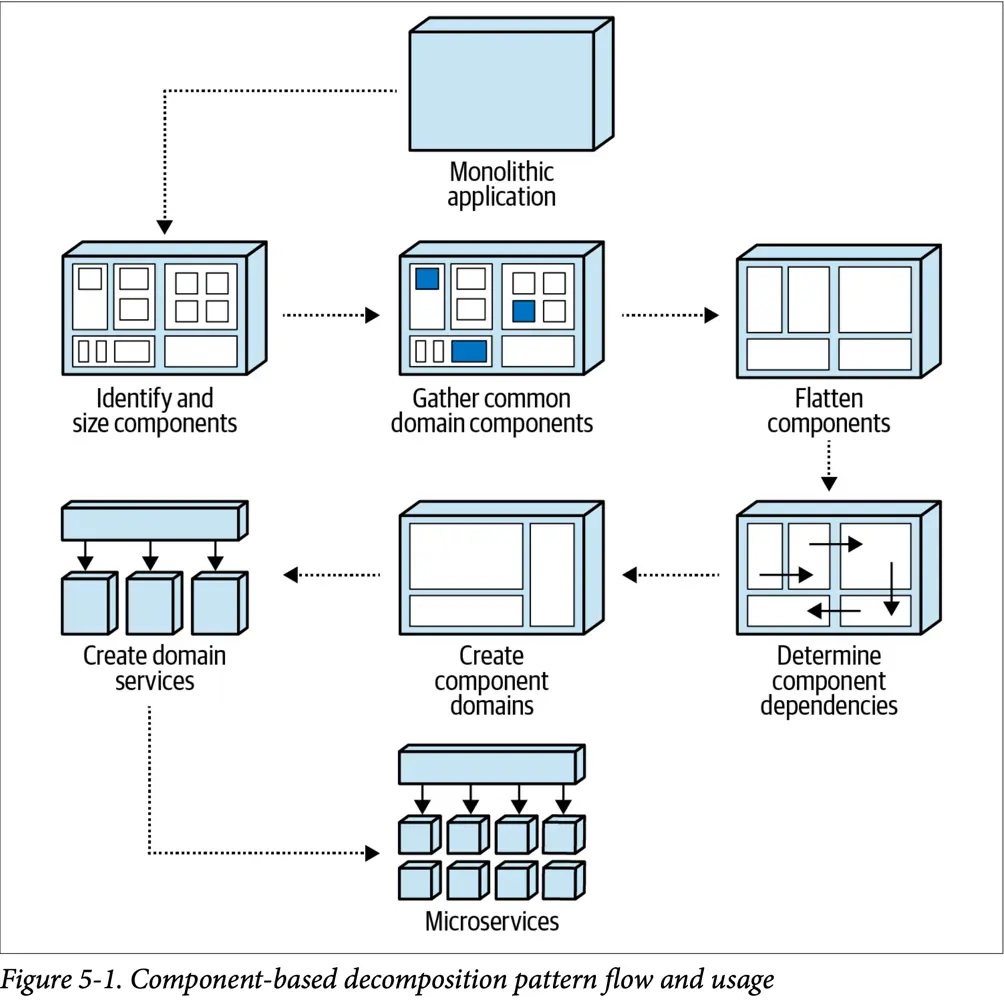 Monolithic
application
Identify and
size components
Gather common
domain components
Flatten
components
Create domain
services
Create
component
domains
Determine
component
dependencies
Microservices
Figure 5-1. Component-based decomposition pattern flow and usage